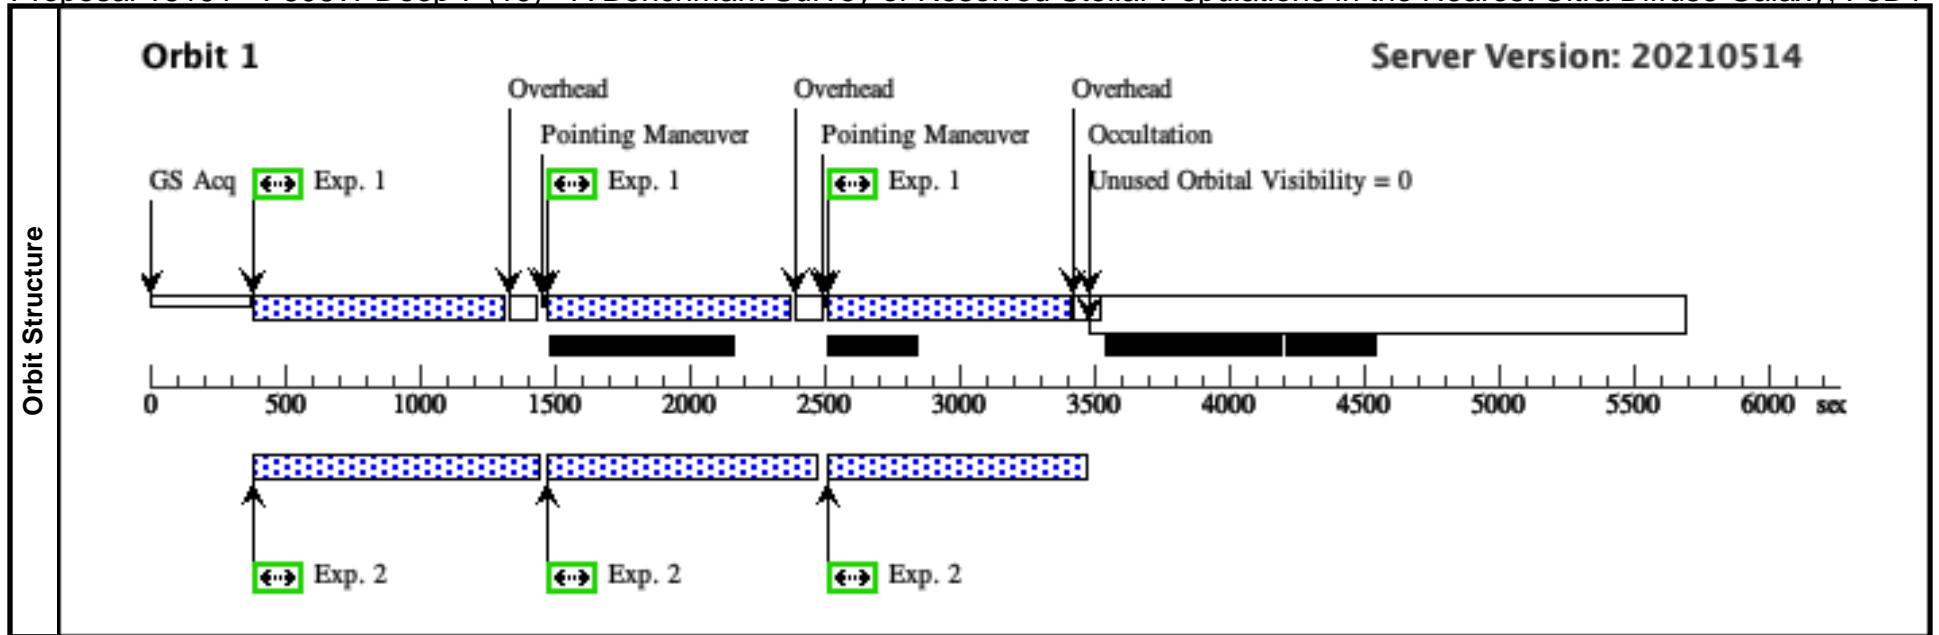 Orbit 1
Server Version: 20210514
Overhead
Overhead
Overhead
Pointing Maneuver
Pointing Maneuver
Occultation
GS Acq
Exp. 1
Exp. 1
Exp. 1
Unused Orbital Visibility = 0
Orbit Structure
0 500 1000 1500 2000 2500 3000 3500 4000 4500 5000 5500 6000 sec
Exp. 2
Exp. 2
Exp. 2